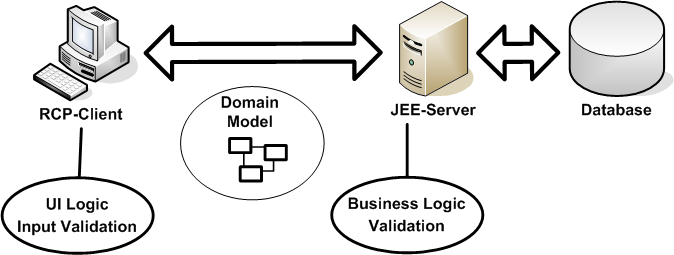 RCP-Client
Domain
Model
JEE-Server
Database
UI Logic
Input Validation
Business Logic
Validation